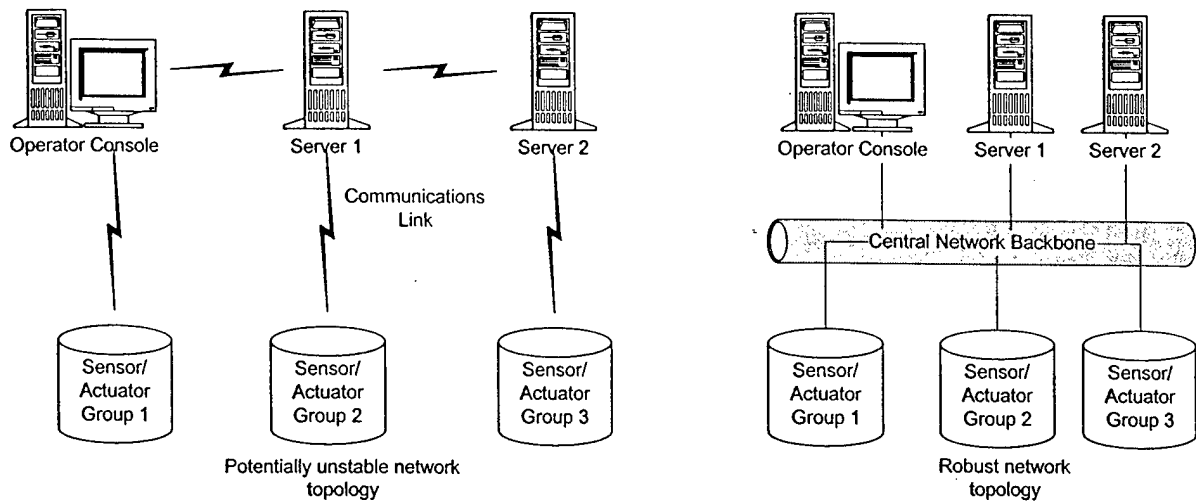 Operator Console
Server 1
Server 2
Communications
Link
Sensor/
Actuator
Group 1
Sensor/
Actuator
Group 2
Sensor/
Actuator
Group 3
Potentially unstable network
topology
Operator Console
Server 1
Server 2
Central Network Backbone
Sensor/
Actuator
Group 1
Sensor/
Actuator
Group 2
Sensor/
Actuator
Group 3
Robust network
topology